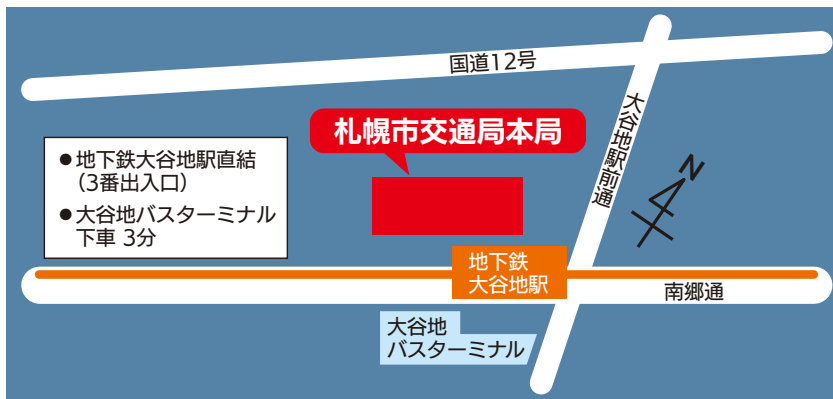 国道12号
大谷地駅前通
札幌市交通局本局
●地下鉄大谷地駅直結
(3番出入口)
●大谷地バスターミナル
下車 3分
N
地下鉄
大谷地駅
南郷通
大谷地
バスターミナル